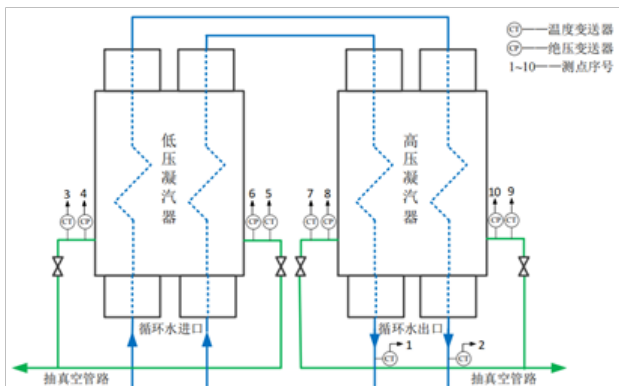 CT——温度变送器
CP——绝压变送器
1~10——测点序号
低压凝汽器
高压凝汽器
3 4 6 5 7 8 10 9
CT CP CP CT CT CP CP CT
循环水进口
循环水出口
1 2
CT CT
抽真空管路
抽真空管路